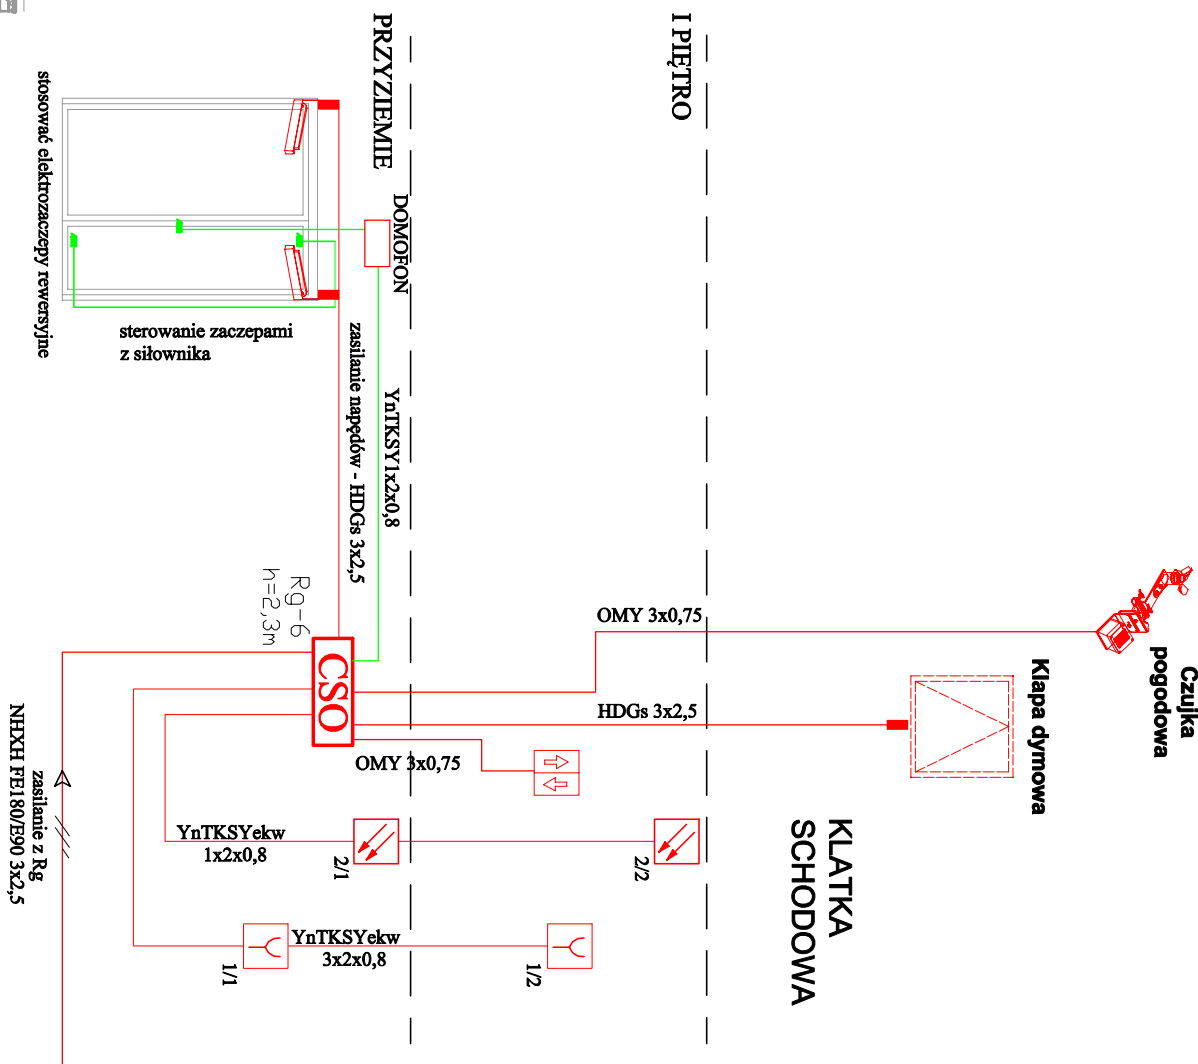 I PIĘTRO
PRZYZIEMIE
stosować elektrozaczepy rewersyjne
DOMOFON
sterowanie zaczepami
z siłownika
YnTKSY1x2x0,8
zasilanie napędów - HDGs 3x2,5
Rg-6
h=2,3m
CSO
OMY 3x0,75
Czujka
pogodowa
Klapa dymowa
HDGs 3x2,5
OMY 3x0,75
KLATKA
SCHODOWA
YnTKSYekw
1x2x0,8
2/1
2/2
zasilanie z Rg
NHXH FE180/E90 3x2,5
YnTKSYekw
3x2x0,8
1/1
1/2